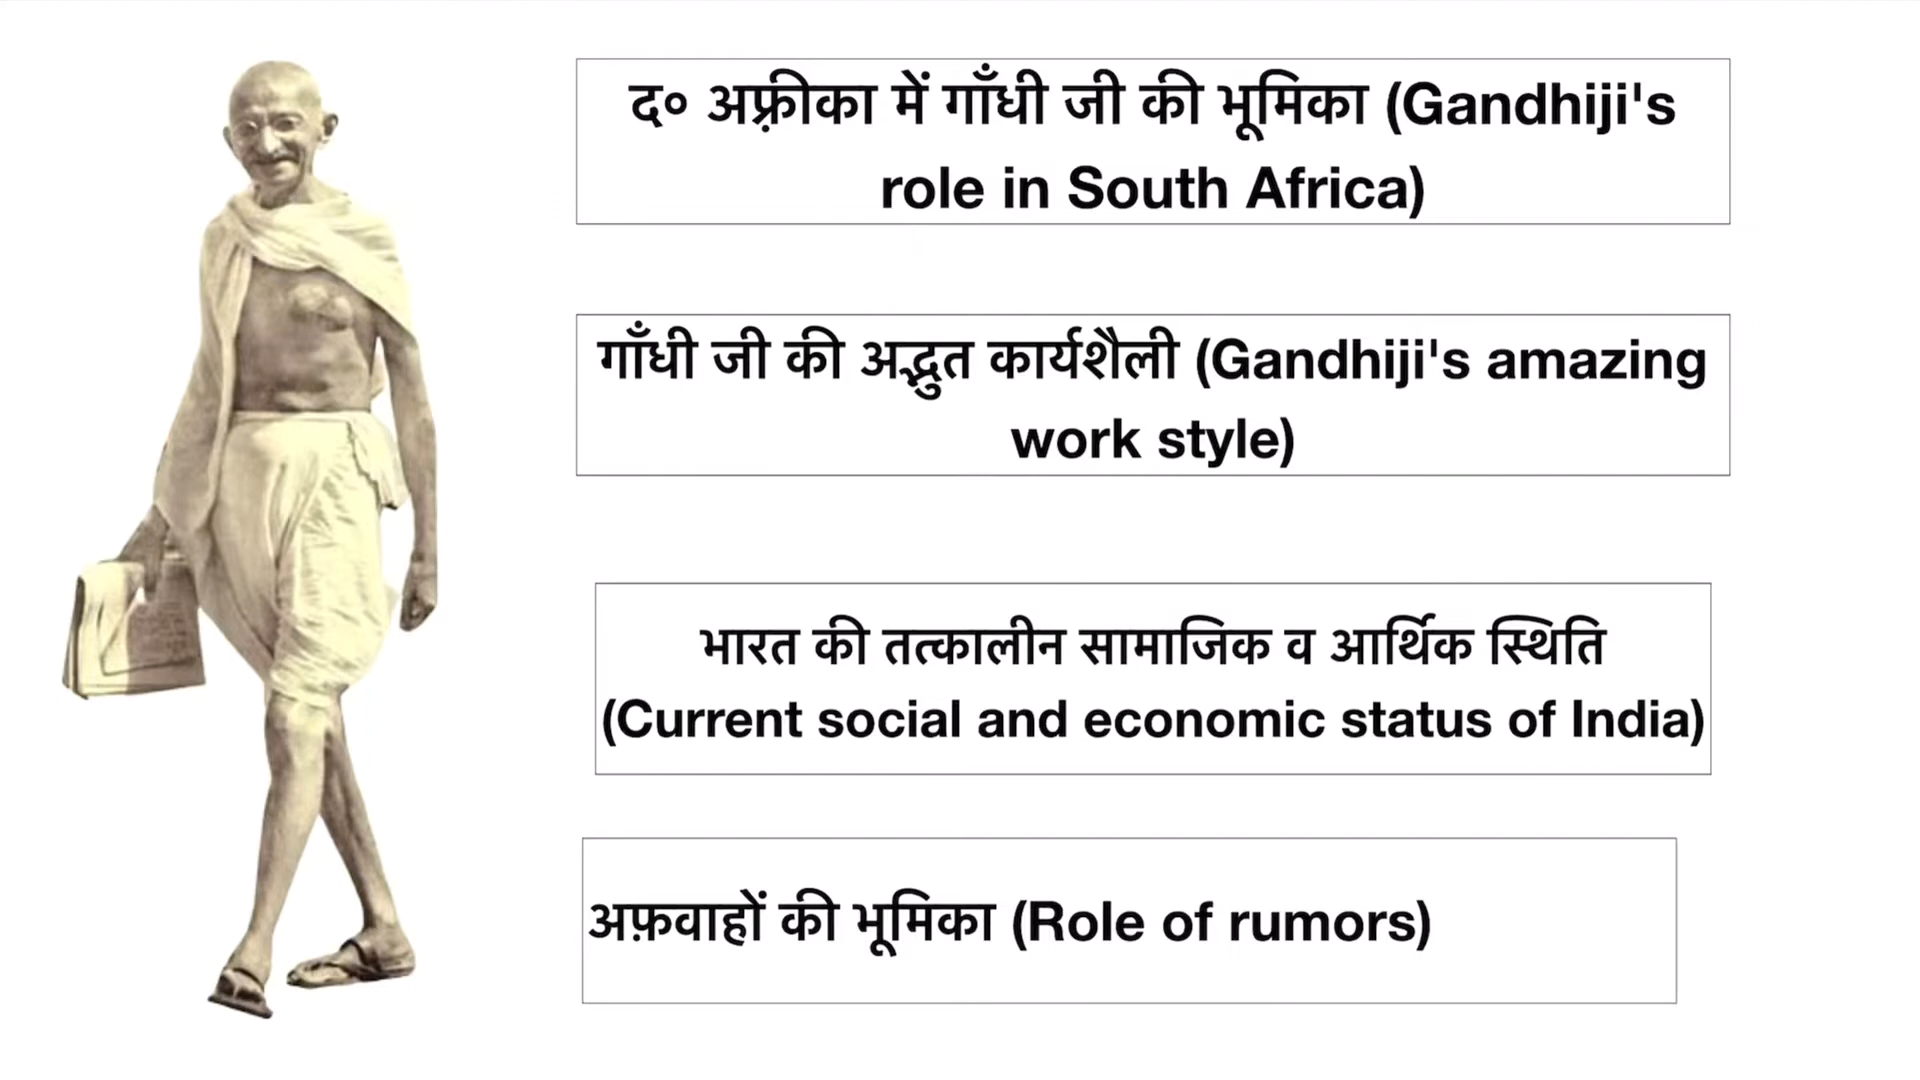 द० अफ़्रीका में गाँधी जी की भूमिका (Gandhiji's
role in South Africa)
गाँधी जी की अद्भुत कार्यशैली (Gandhiji's amazing
work style)
भारत की तत्कालीन सामाजिक व आर्थिक स्थिति
(Current social and economic status of India)
अफ़वाहों की भूमिका (Role of rumors)